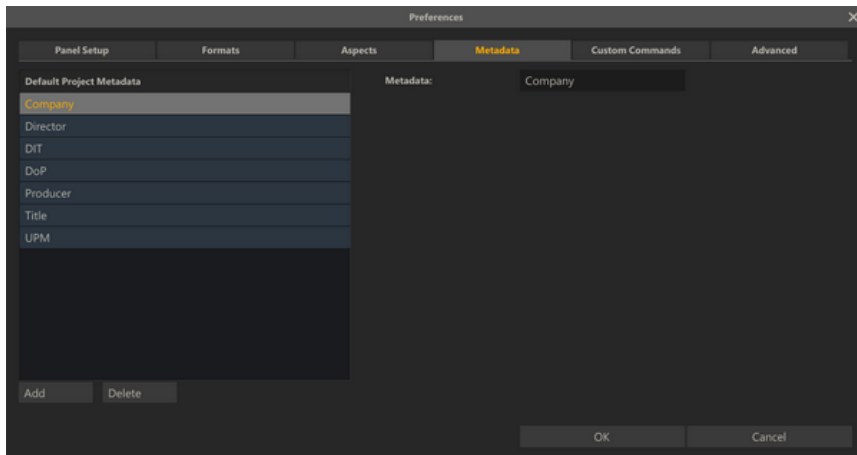 Preferences
Panel Setup Formats Aspects Metadata Custom Commands Advanced
Default Project Metadata
Metadata: Company
Company
Director
DIT
DoP
Producer
Title
UPM
Add Delete
OK Cancel